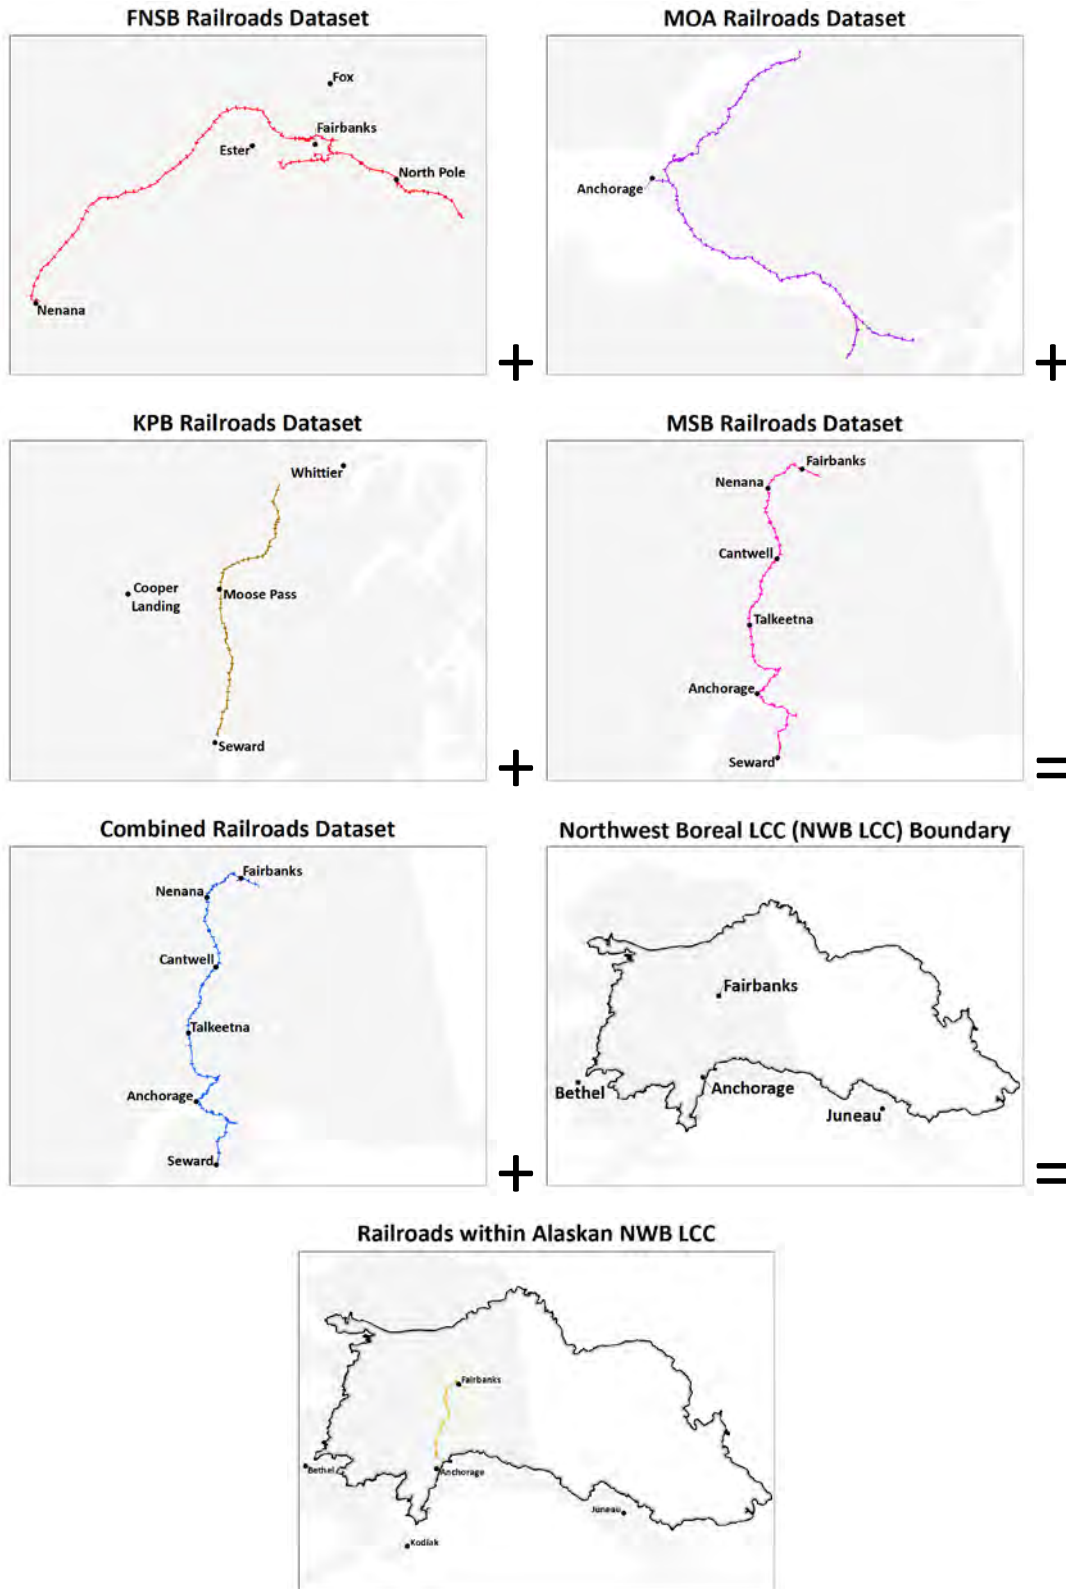 FNSB Railroads Dataset
Fox
Fairbanks
Ester
North Pole
Nenana
+
MOA Railroads Dataset
Anchorage
+
KPB Railroads Dataset
Whittier
Cooper
Landing
Moose Pass
Seward
+
MSB Railroads Dataset
Fairbanks
Nenana
Cantwell
Talkeetna
Anchorage
Seward
=
Combined Railroads Dataset
Fairbanks
Nenana
Cantwell
Talkeetna
Anchorage
Seward
+
Northwest Boreal LCC (NWB LCC) Boundary
Fairbanks
Bethel
Anchorage
Juneau
=
Railroads within Alaskan NWB LCC
Fairbanks
Bethel
Anchorage
Juneau
Kodiak